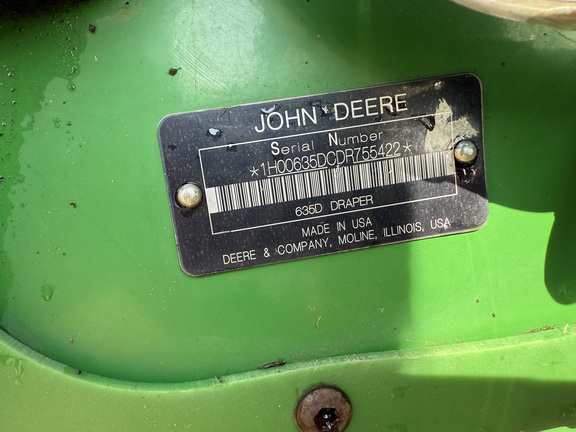 JOHN DEERE
Serial Number
*1H00635DCDR755422*
635D DRAPER
MADE IN USA
DEERE & COMPANY, MOLINE, ILLINOIS, USA